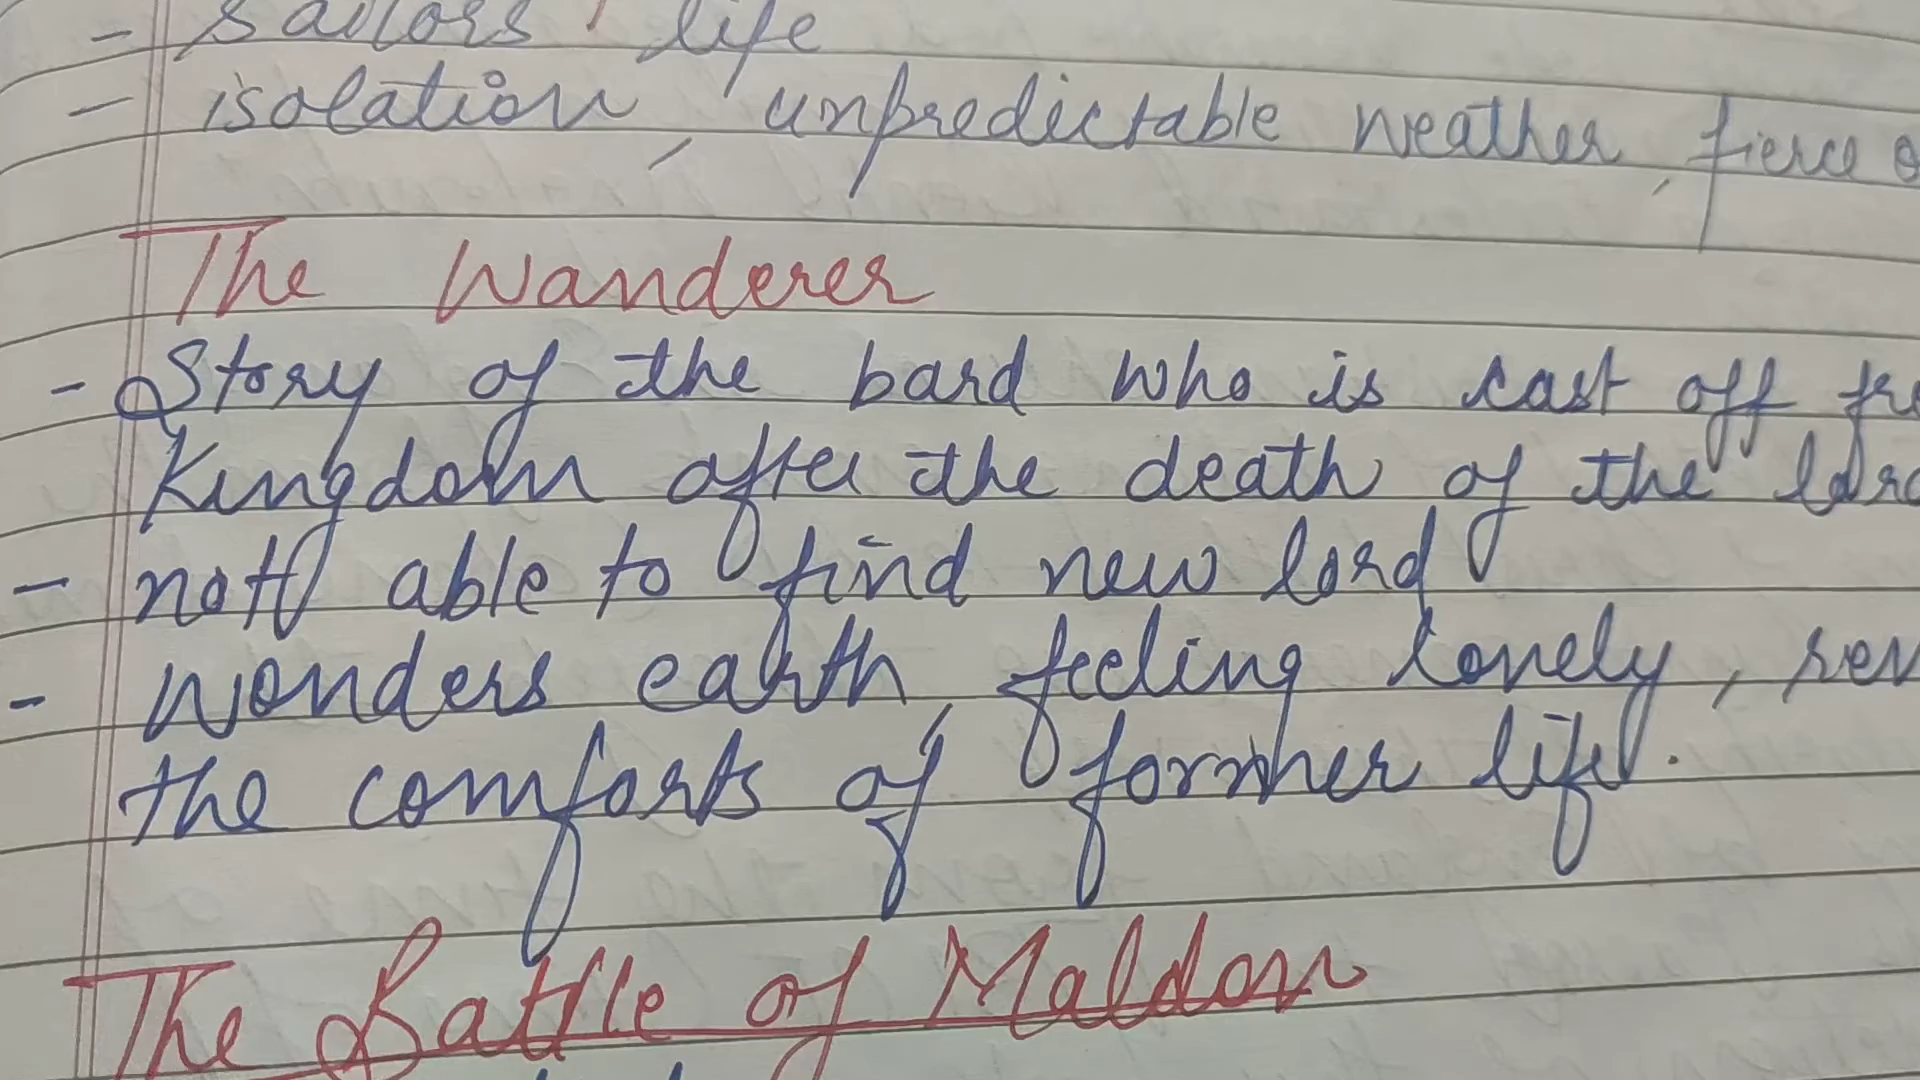 - Sailors' life
- isolation, unpredictable weather, fierce
The Wanderer
- Story of the bard who is cast off
Kingdom after the death of the
- nott able to find new lord
- wonders earth, feeling lonely,
the comforts of formher life.
The Battle of Maldon